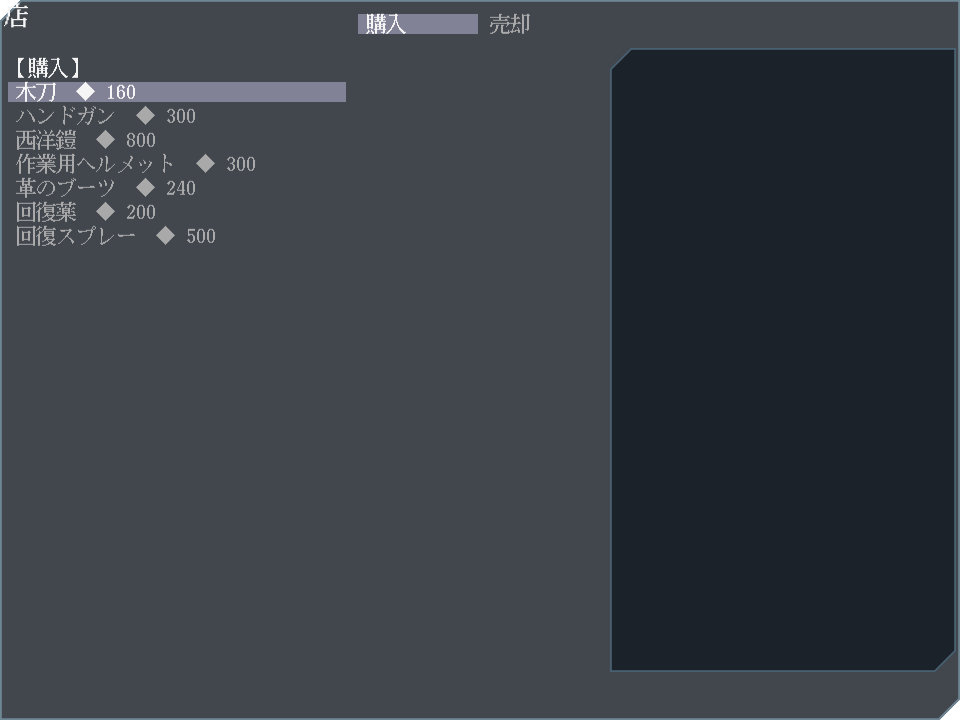 店
購入 売却
【購入】
木刀 ◆ 160
ハンドガン ◆ 300
西洋鎧 ◆ 800
作業用ヘルメット ◆ 300
革のブーツ ◆ 240
回復薬 ◆ 200
回復スプレー ◆ 500